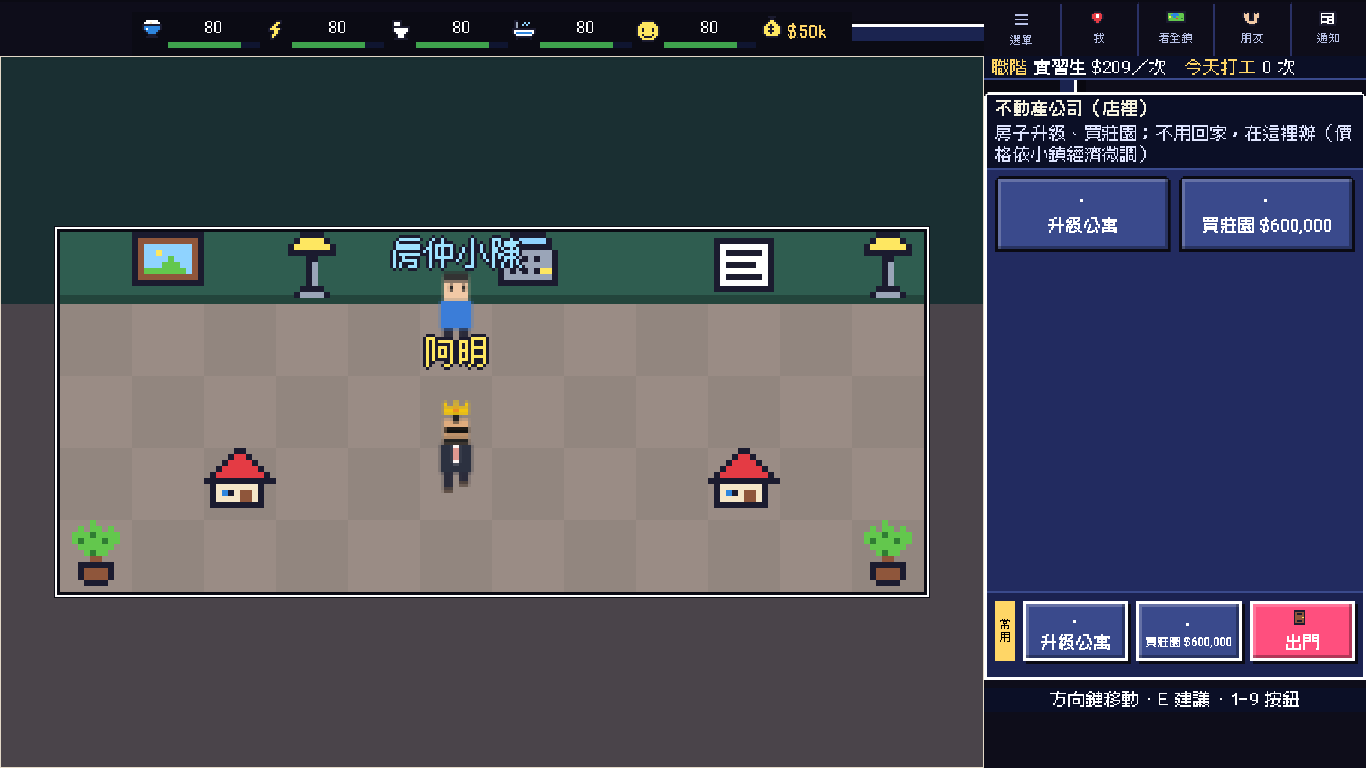 80
80
80
80
80
$50k
選單
我
看全鎮
朋友
通知
職階 實習生 $209／次 今天打工 0 次
不動產公司（店裡）
房子升級、買莊園；不用回家，在這裡辦（價
格依小鎮經濟微調）
升級公寓
買莊園 $600,000
房仲小陳
阿明
常用
升級公寓
買莊園 $600,000
出門
方向鍵移動 · E 建議 · 1-9 按鈕